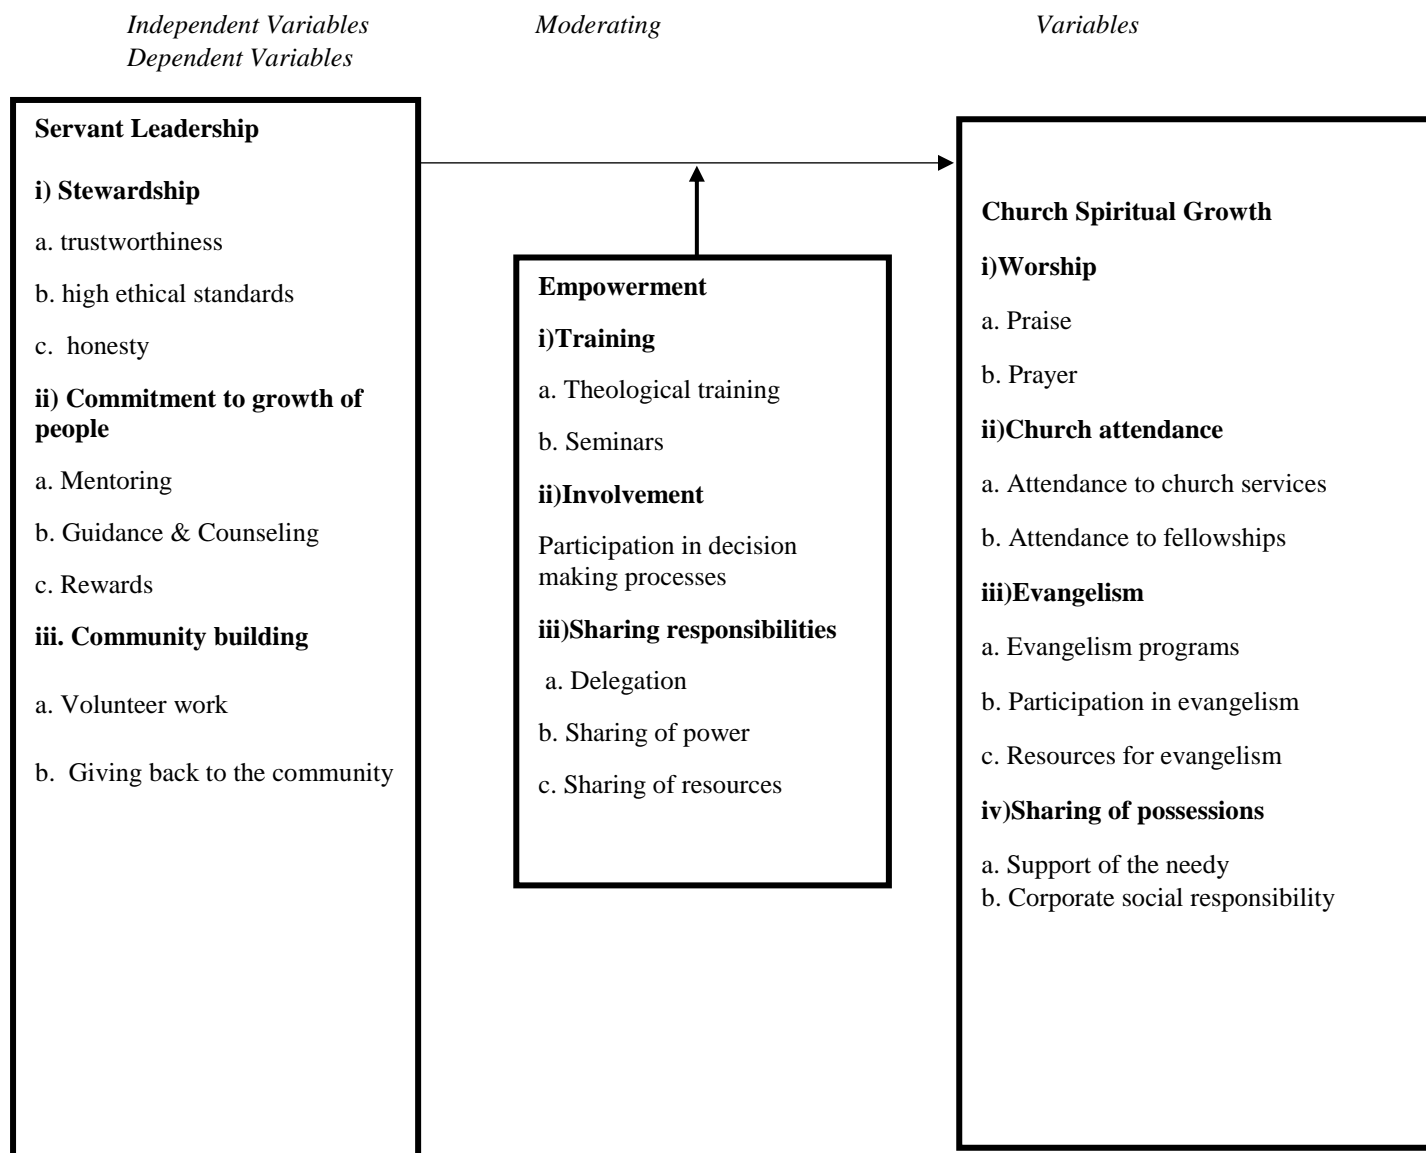 Independent Variables Moderating Variables
Dependent Variables
Servant Leadership
i) Stewardship
a. trustworthiness
b. high ethical standards
c. honesty
ii) Commitment to growth of
people
a. Mentoring
b. Guidance & Counseling
c. Rewards
iii. Community building
a. Volunteer work
b. Giving back to the community
Empowerment
i)Training
a. Theological training
b. Seminars
ii)Involvement
Participation in decision
making processes
iii)Sharing responsibilities
a. Delegation
b. Sharing of power
c. Sharing of resources
Church Spiritual Growth
i)Worship
a. Praise
b. Prayer
ii)Church attendance
a. Attendance to church services
b. Attendance to fellowships
iii)Evangelism
a. Evangelism programs
b. Participation in evangelism
c. Resources for evangelism
iv)Sharing of possessions
a. Support of the needy
b. Corporate social responsibility